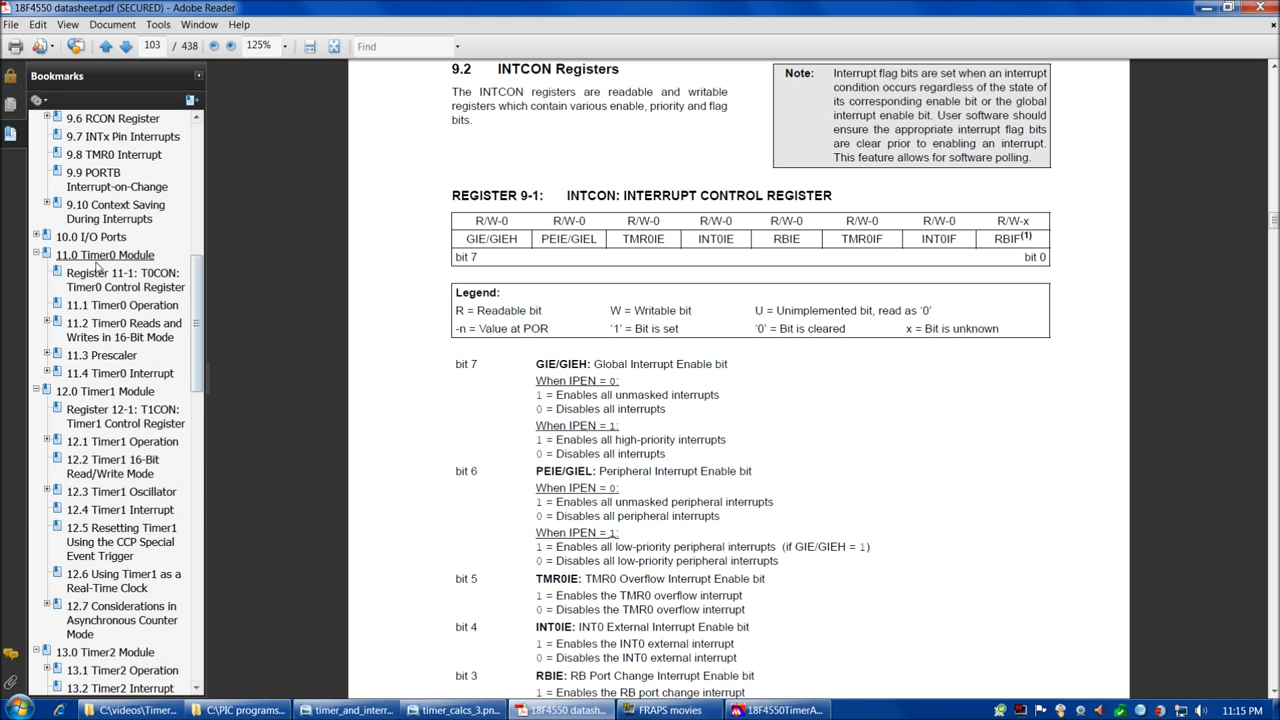 18F4550 datasheet.pdf (SECURED) - Adobe Reader
File Edit View Document Tools Window Help
103 / 438 125% Find
Bookmarks
9.6 RCON Register
9.7 INTx Pin Interrupts
9.8 TMR0 Interrupt
9.9 PORTB
Interrupt-on-Change
9.10 Context Saving
During Interrupts
10.0 I/O Ports
11.0 Timer0 Module
Register 11-1: T0CON:
Timer0 Control Register
11.1 Timer0 Operation
11.2 Timer0 Reads and
Writes in 16-Bit Mode
11.3 Prescaler
11.4 Timer0 Interrupt
12.0 Timer1 Module
Register 12-1: T1CON:
Timer1 Control Register
12.1 Timer1 Operation
12.2 Timer1 16-Bit
Read/Write Mode
12.3 Timer1 Oscillator
12.4 Timer1 Interrupt
12.5 Resetting Timer1
Using the CCP Special
Event Trigger
12.6 Using Timer1 as a
Real-Time Clock
12.7 Considerations in
Asynchronous Counter
Mode
13.0 Timer2 Module
13.1 Timer2 Operation
13.2 Timer2 Interrupt
9.2 INTCON Registers
The INTCON registers are readable and writable
registers which contain various enable, priority and flag
bits.
Note: Interrupt flag bits are set when an interrupt
condition occurs regardless of the state of
its corresponding enable bit or the global
interrupt enable bit. User software should
ensure the appropriate interrupt flag bits
are clear prior to enabling an interrupt.
This feature allows for software polling.
REGISTER 9-1: INTCON: INTERRUPT CONTROL REGISTER
R/W-0 R/W-0 R/W-0 R/W-0 R/W-0 R/W-0 R/W-0 R/W-x
GIE/GIEH PEIE/GIEL TMR0IE INT0IE RBIE TMR0IF INT0IF RBIF(1)
bit 7 bit 0
Legend:
R = Readable bit W = Writable bit U = Unimplemented bit, read as ‘0’
-n = Value at POR ‘1’ = Bit is set ‘0’ = Bit is cleared x = Bit is unknown
bit 7 GIE/GIEH: Global Interrupt Enable bit
When IPEN = 0:
1 = Enables all unmasked interrupts
0 = Disables all interrupts
When IPEN = 1:
1 = Enables all high-priority interrupts
0 = Disables all interrupts
bit 6 PEIE/GIEL: Peripheral Interrupt Enable bit
When IPEN = 0:
1 = Enables all unmasked peripheral interrupts
0 = Disables all peripheral interrupts
When IPEN = 1:
1 = Enables all low-priority peripheral interrupts (if GIE/GIEH = 1)
0 = Disables all low-priority peripheral interrupts
bit 5 TMR0IE: TMR0 Overflow Interrupt Enable bit
1 = Enables the TMR0 overflow interrupt
0 = Disables the TMR0 overflow interrupt
bit 4 INT0IE: INT0 External Interrupt Enable bit
1 = Enables the INT0 external interrupt
0 = Disables the INT0 external interrupt
bit 3 RBIE: RB Port Change Interrupt Enable bit
1 = Enables the RB port change interrupt
C:\videos\Timer... C:\PIC programs... timer_and_interr... timer_calcs_3.pn... 18F4550 datash... FRAPS movies 18F4550TimerA... 11:15 PM